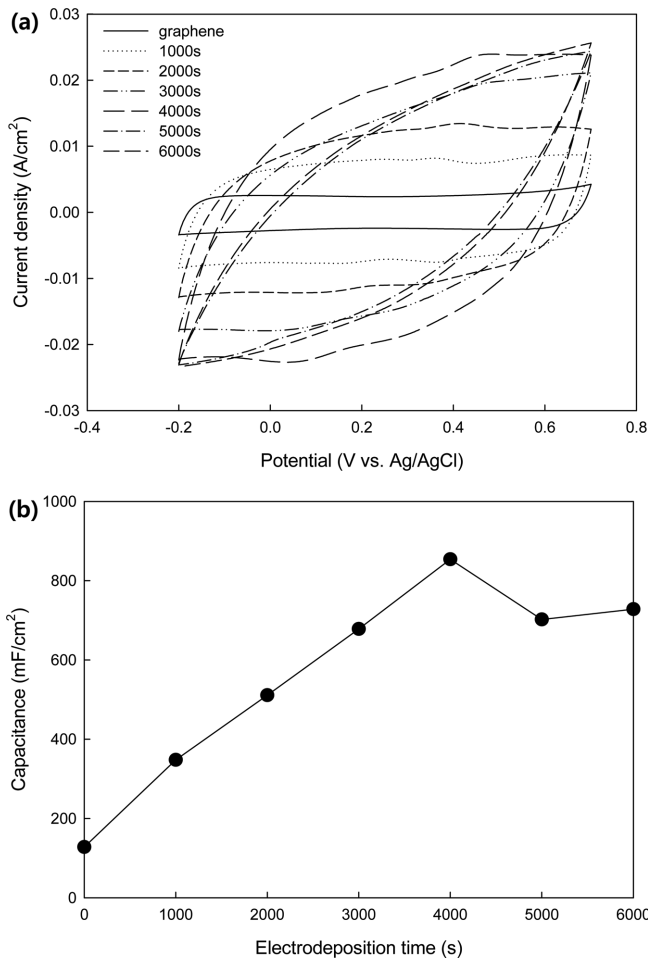 (a)
0.03
0.02
0.01
0.00
-0.01
-0.02
-0.03
Current density (A/cm²)
graphene
1000s
2000s
3000s
4000s
5000s
6000s
-0.4 -0.2 0.0 0.2 0.4 0.6 0.8
Potential (V vs. Ag/AgCl)
(b)
1000
800
600
400
200
0
Capacitance (mF/cm²)
0 1000 2000 3000 4000 5000 6000
Electrodeposition time (s)